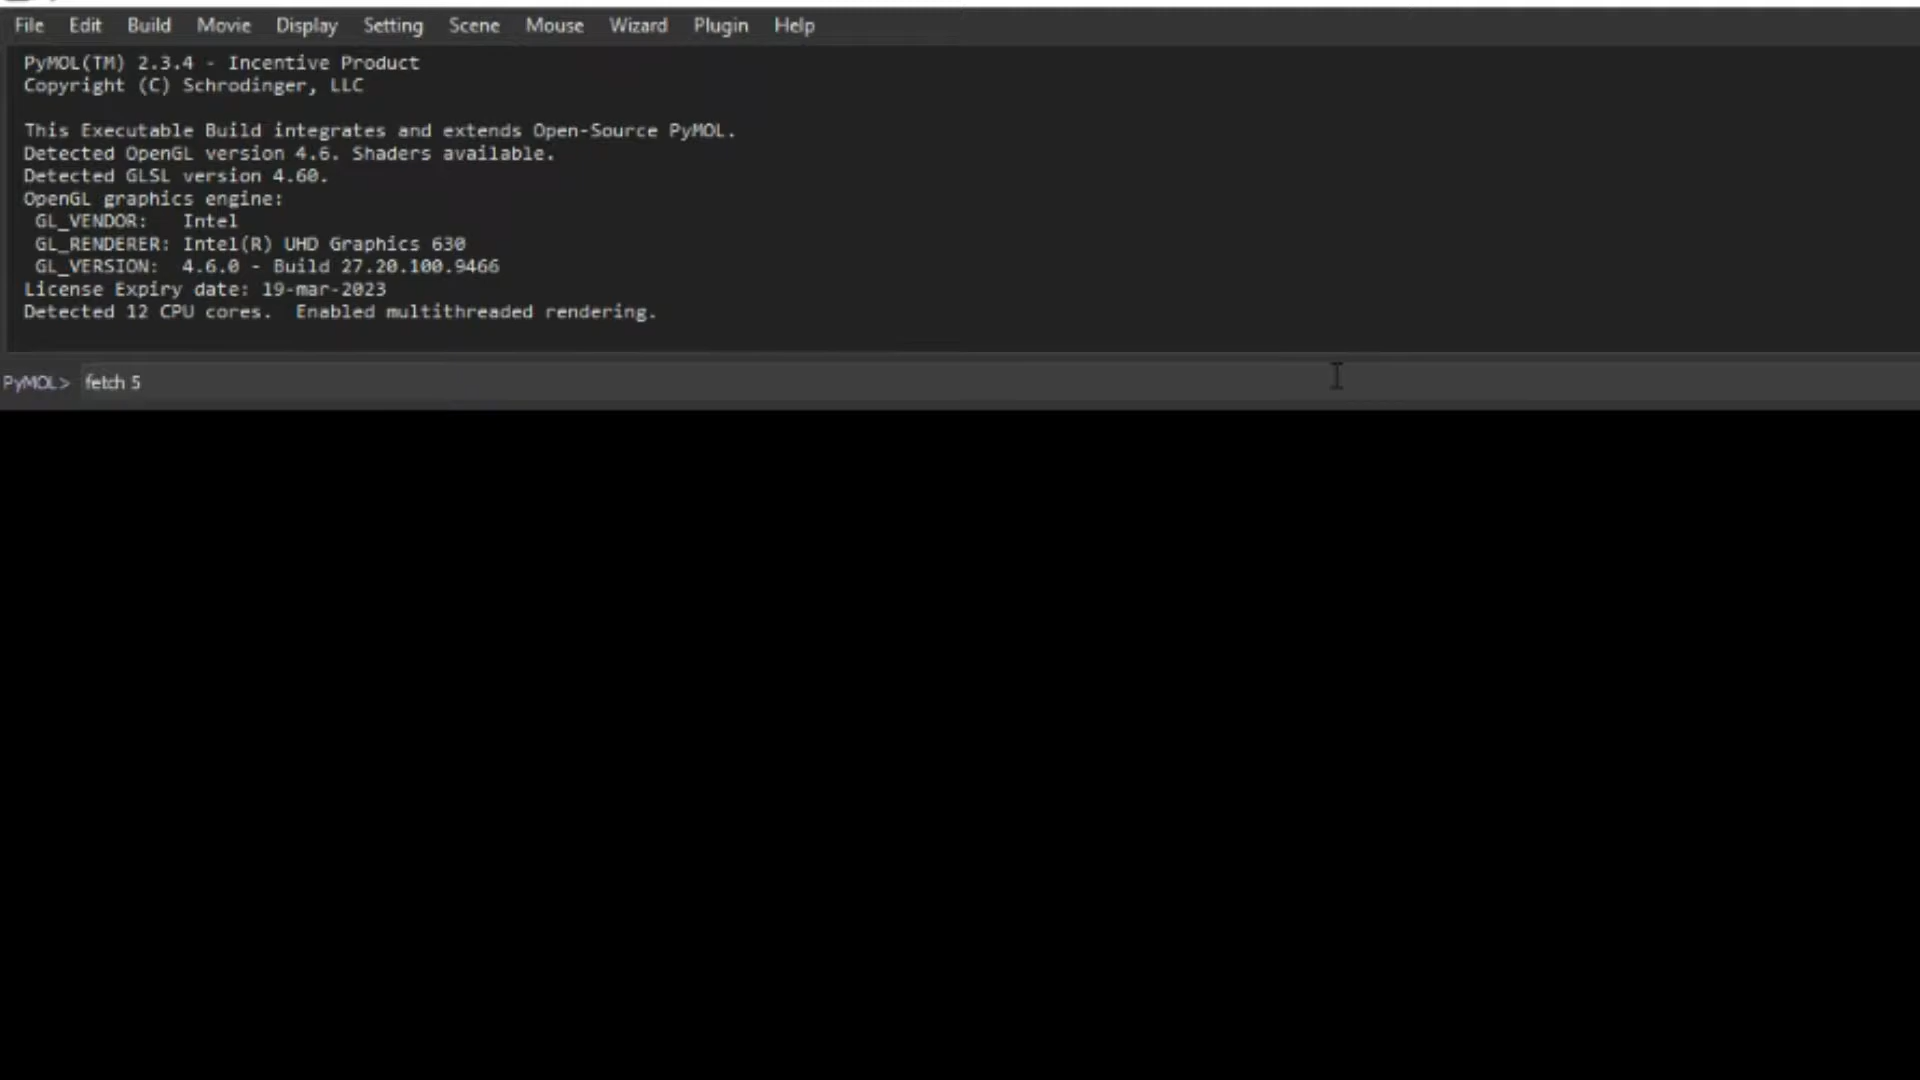 File Edit Build Movie Display Setting Scene Mouse Wizard Plugin Help
PyMOL(TM) 2.3.4 - Incentive Product
Copyright (C) Schrodinger, LLC
This Executable Build integrates and extends Open-Source PyMOL.
Detected OpenGL version 4.6. Shaders available.
Detected GLSL version 4.60.
OpenGL graphics engine:
GL_VENDOR: Intel
GL_RENDERER: Intel(R) UHD Graphics 630
GL_VERSION: 4.6.0 - Build 27.20.100.9466
License Expiry date: 19-mar-2023
Detected 12 CPU cores. Enabled multithreaded rendering.
PyMOL> fetch 5